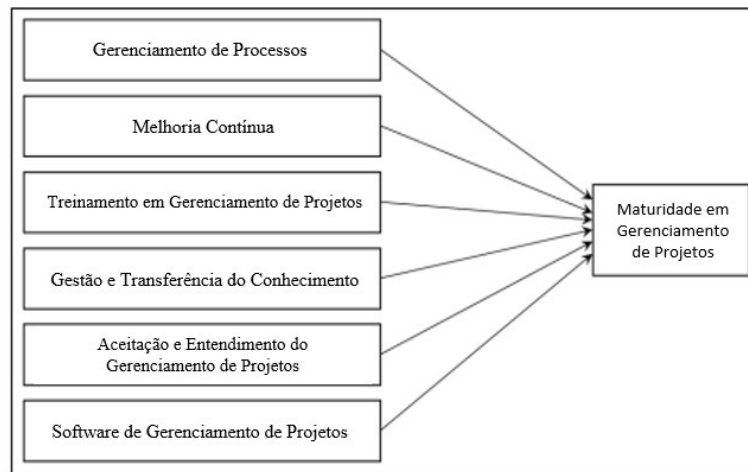 Gerenciamento de Processos
Melhoria Contínua
Treinamento em Gerenciamento de Projetos
Gestão e Transferência do Conhecimento
Aceitação e Entendimento do
Gerenciamento de Projetos
Software de Gerenciamento de Projetos
Maturidade em
Gerenciamento
de Projetos